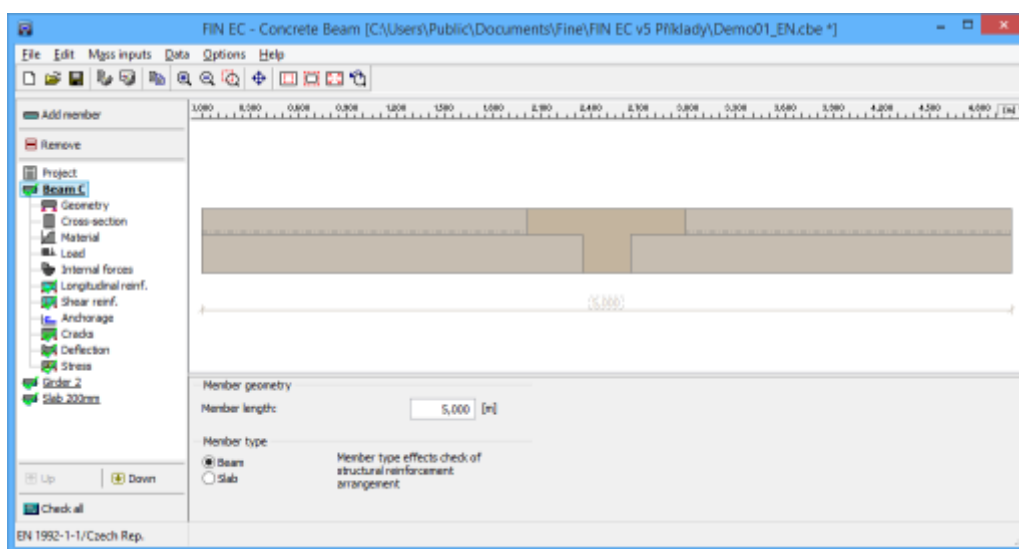 FIN EC - Concrete Beam [C:\Users\Public\Documents\Fine\FIN EC v5 Příklady\Demo01_EN.cbe *]
File Edit Mass inputs Data Options Help
Add member
Remove
Project
Beam C
Geometry
Cross-section
Material
Load
Internal forces
Longitudinal reinf.
Shear reinf.
Anchorage
Cracks
Deflection
Stress
Girder 2
Slab 200mm
Up Down
Check all
[m]
[5,000]
Member geometry
Member length: 5,000 [m]
Member type
Beam
Slab
Member type effects check of
structural reinforcement
arrangement
EN 1992-1-1/Czech Rep.